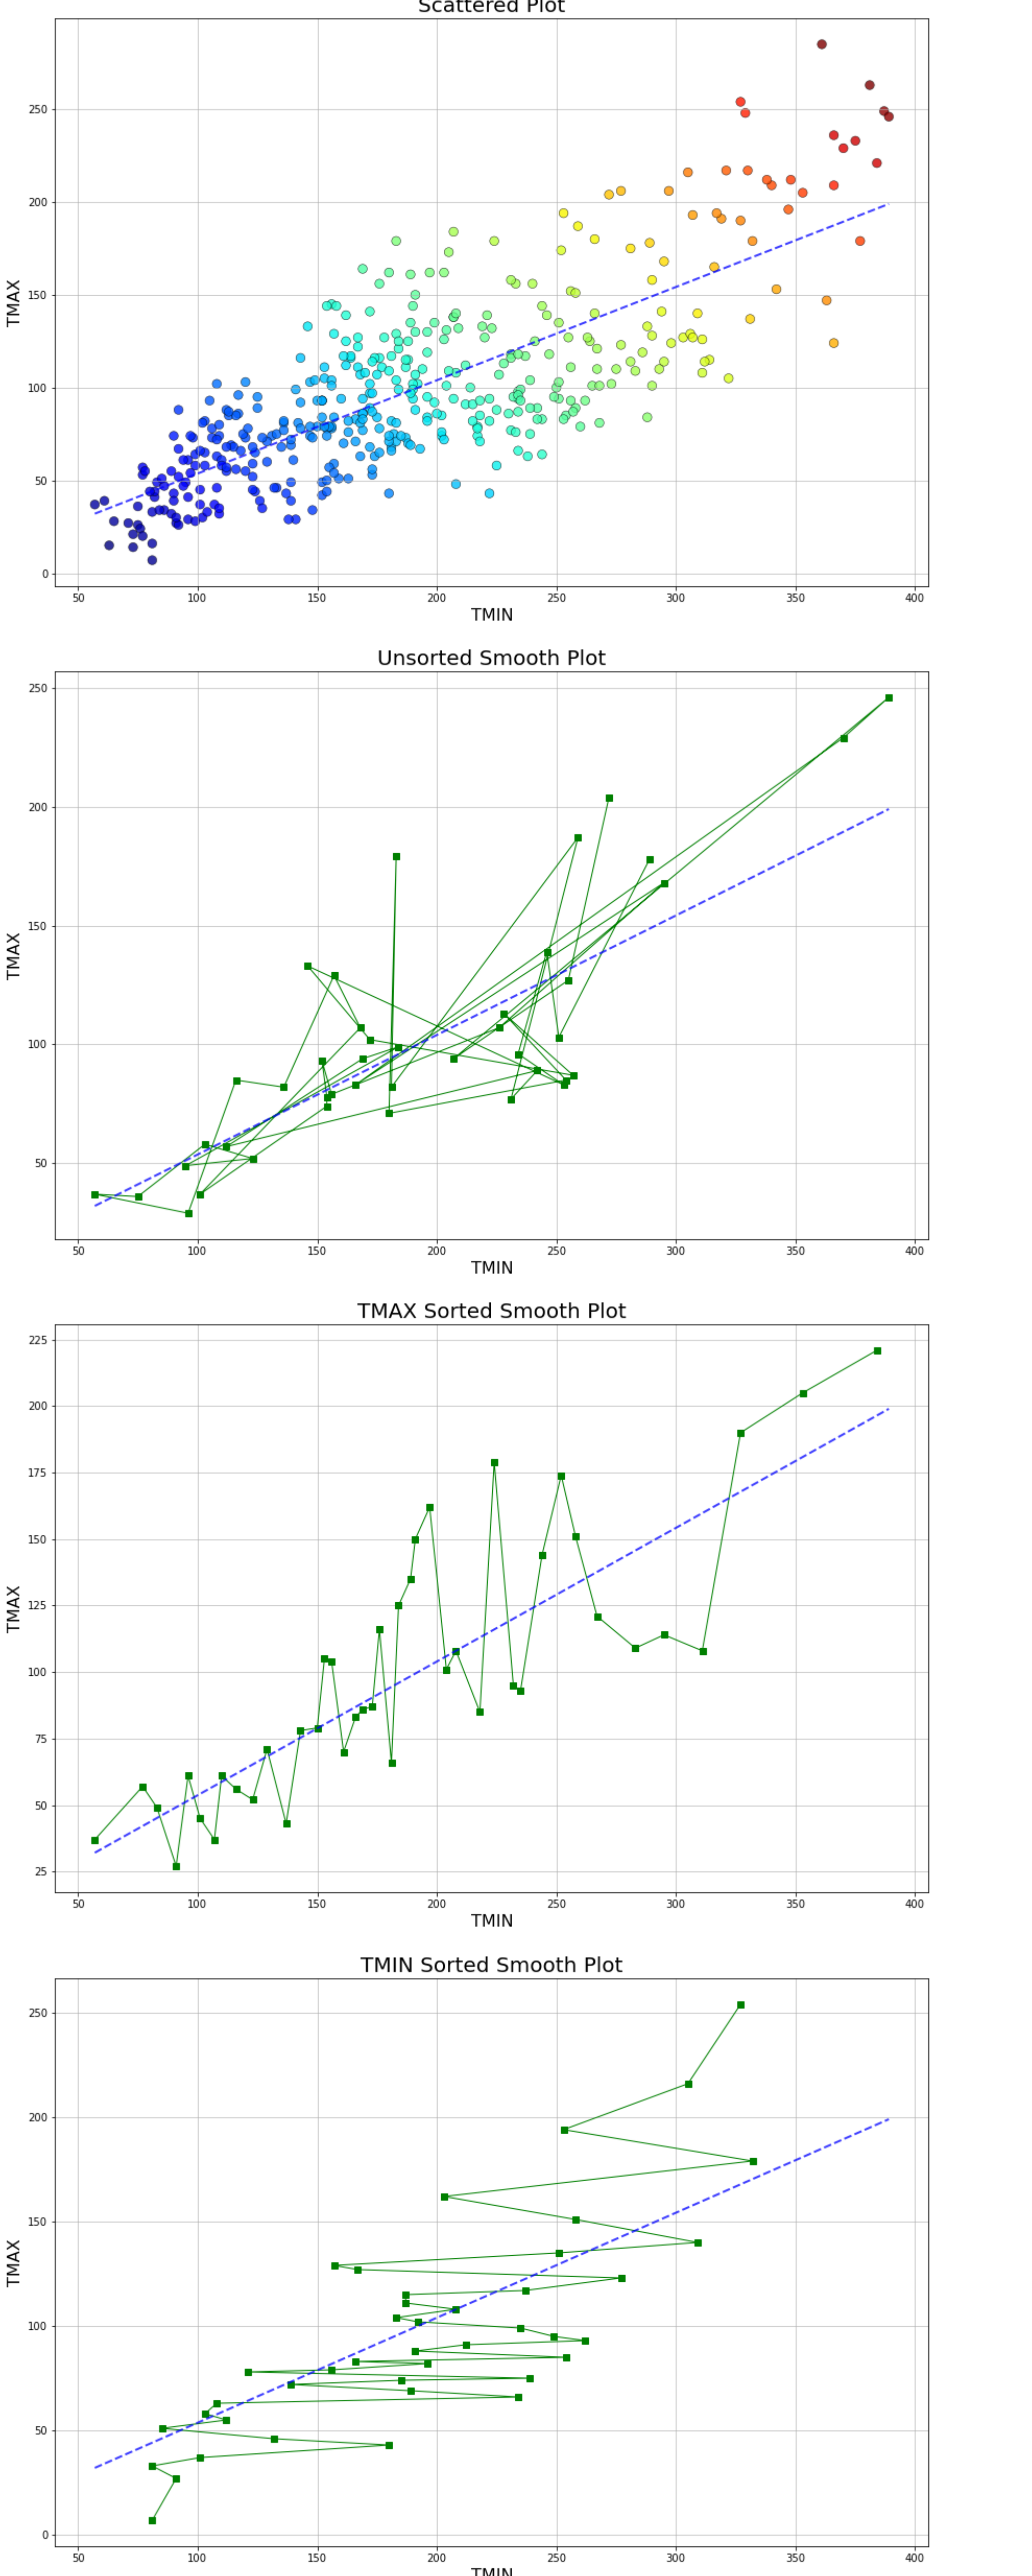 Scattered Plot
250
200
150
100
50
0
TMAX
50 100 150 200 250 300 350 400
TMIN
Unsorted Smooth Plot
250
200
150
100
50
TMAX
50 100 150 200 250 300 350 400
TMIN
TMAX Sorted Smooth Plot
225
200
175
150
125
100
75
50
25
TMAX
50 100 150 200 250 300 350 400
TMIN
TMIN Sorted Smooth Plot
250
200
150
100
50
0
TMAX
50 100 150 200 250 300 350 400
TMIN